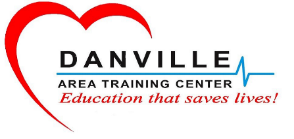 DANVILLE
AREA TRAINING CENTER
Education that saves lives!